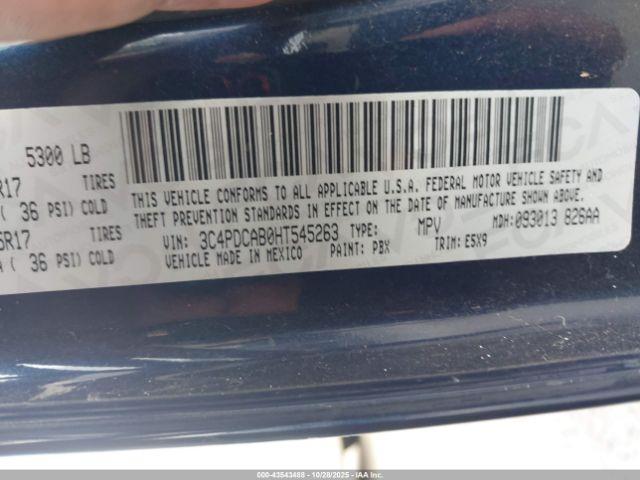 5300 LB
R17 TIRES
( 36 PSI) COLD
5R17 TIRES
( 36 PSI) COLD
THIS VEHICLE CONFORMS TO ALL APPLICABLE U.S.A. FEDERAL MOTOR VEHICLE SAFETY AND
THEFT PREVENTION STANDARDS IN EFFECT ON THE DATE OF MANUFACTURE SHOWN ABOVE.
VIN: 3C4PDCAB0HT545263 TYPE: MPV MDH: 093013 826AA
VEHICLE MADE IN MEXICO PAINT: PBX TRIM: E5X9
000-43543488 - 10/28/2025 - IAA Inc.